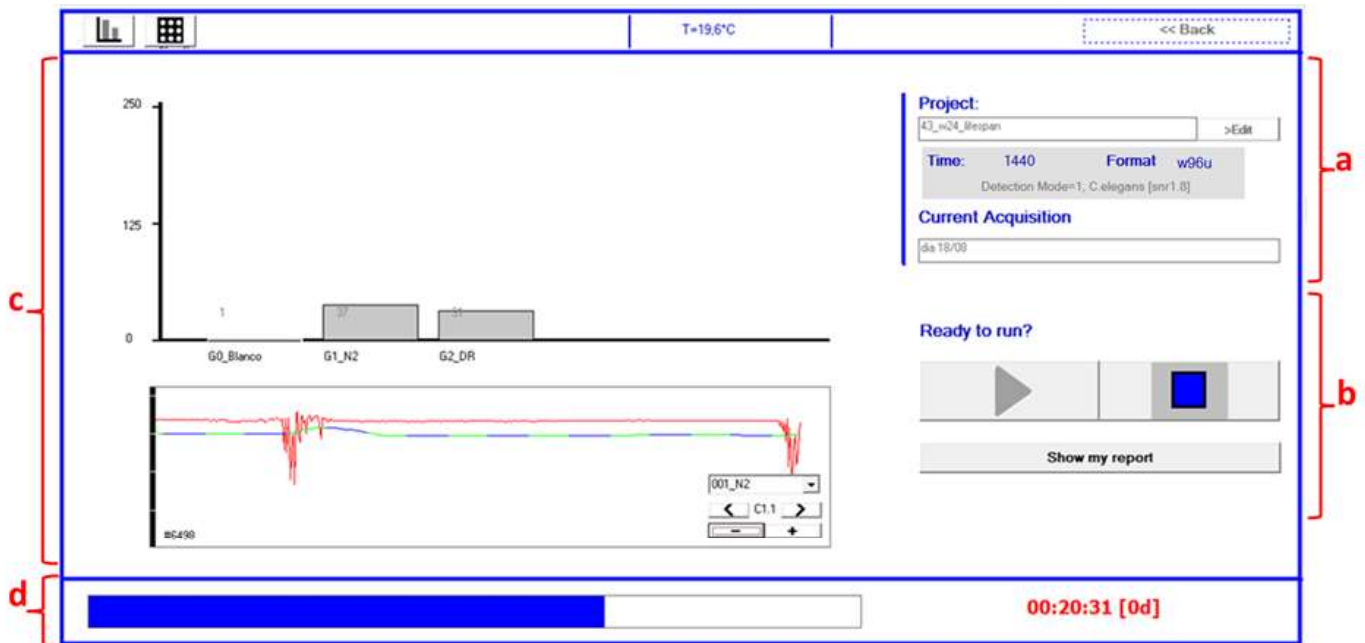 T=19,6°C
<< Back
c
a
b
d
250
125
0
1
37
31
G0_Blanco
G1_N2
G2_DR
Project:
43_w24_lifespan
>Edit
Time: 1440 Format w96u
Detection Mode=1, C.elegans [snr1.8]
Current Acquisition
dia 18/08
Ready to run?
Show my report
001_N2
< C1.1 >
- +
#6498
00:20:31 [0d]